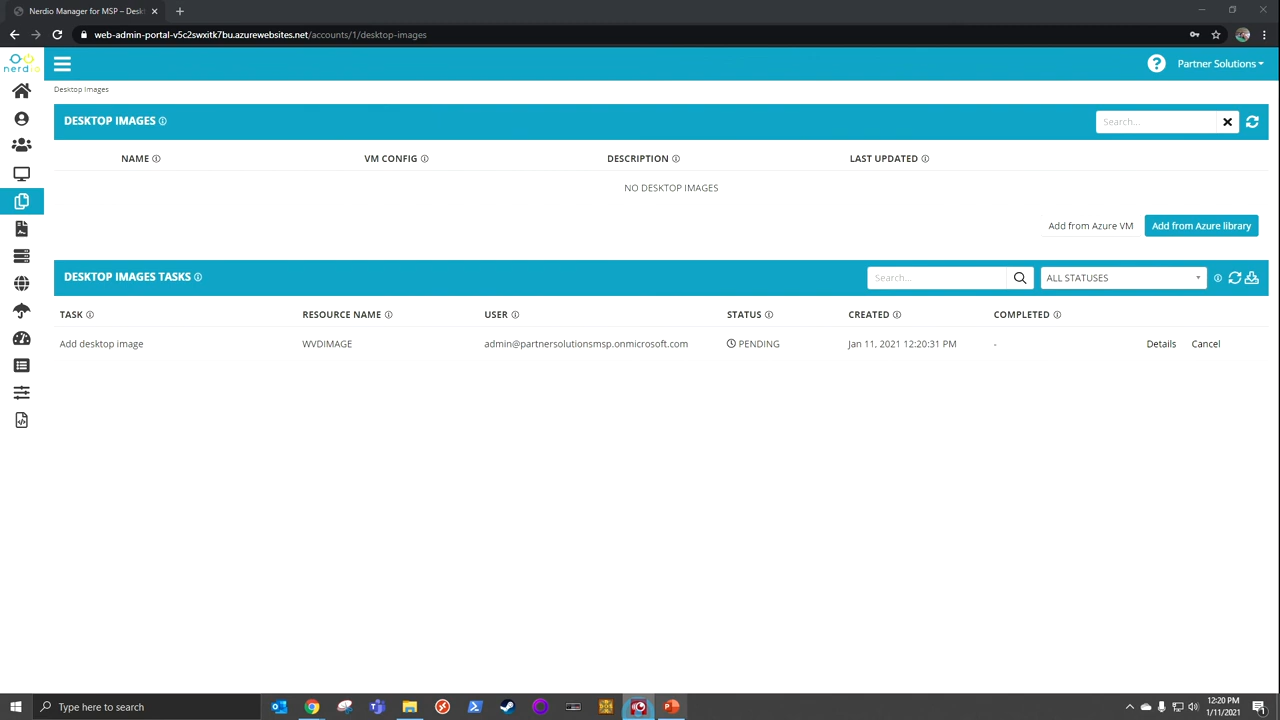 Nerdio Manager for MSP – Desk
web-admin-portal-v5c2swxitk7bu.azurewebsites.net/accounts/1/desktop-images
nerdio
Partner Solutions
Desktop Images
DESKTOP IMAGES
Search...
NAME VM CONFIG DESCRIPTION LAST UPDATED
NO DESKTOP IMAGES
Add from Azure VM Add from Azure library
DESKTOP IMAGES TASKS
Search... ALL STATUSES
TASK RESOURCE NAME USER STATUS CREATED COMPLETED
Add desktop image WVDIMAGE admin@partnersolutionsmsp.onmicrosoft.com PENDING Jan 11, 2021 12:20:31 PM - Details Cancel
Type here to search
12:20 PM
1/11/2021